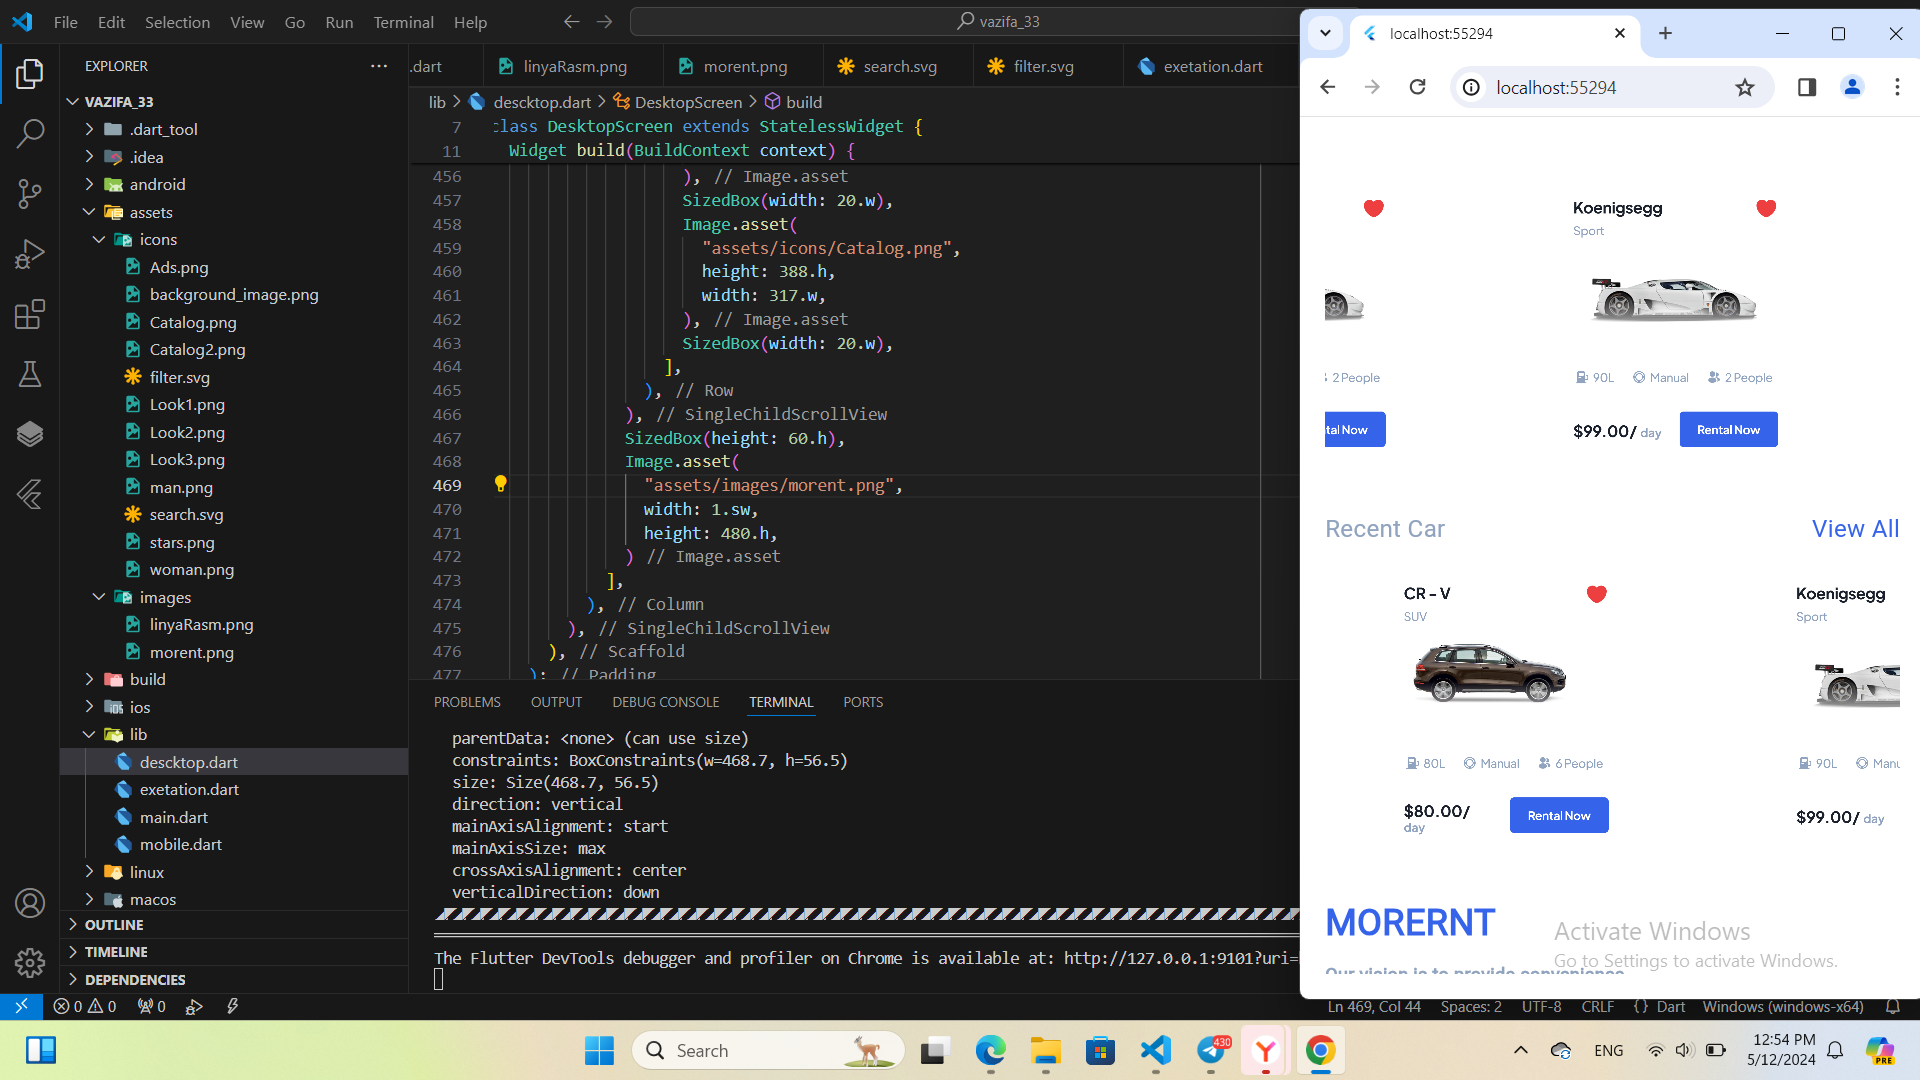 File Edit Selection View Go Run Terminal Help
vazifa_33
EXPLORER
VAZIFA_33
.dart_tool
.idea
android
assets
icons
Ads.png
background_image.png
Catalog.png
Catalog2.png
filter.svg
Look1.png
Look2.png
Look3.png
man.png
search.svg
stars.png
woman.png
images
linyaRasm.png
morent.png
build
ios
lib
descktop.dart
exetation.dart
main.dart
mobile.dart
linux
macos
OUTLINE
TIMELINE
DEPENDENCIES
.dart linyaRasm.png morent.png search.svg filter.svg exetation.dart
lib > descktop.dart > DesktopScreen > build
7 class DesktopScreen extends StatelessWidget {
11 Widget build(BuildContext context) {
456 ), // Image.asset
457 SizedBox(width: 20.w),
458 Image.asset(
459 "assets/icons/Catalog.png",
460 height: 388.h,
461 width: 317.w,
462 ), // Image.asset
463 SizedBox(width: 20.w),
464 ],
465 ), // Row
466 ), // SingleChildScrollView
467 SizedBox(height: 60.h),
468 Image.asset(
469 "assets/images/morent.png",
470 width: 1.sw,
471 height: 480.h,
472 ) // Image.asset
473 ],
474 ), // Column
475 ), // SingleChildScrollView
476 ), // Scaffold
477 ); // Padding
PROBLEMS OUTPUT DEBUG CONSOLE TERMINAL PORTS
parentData: <none> (can use size)
constraints: BoxConstraints(w=468.7, h=56.5)
size: Size(468.7, 56.5)
direction: vertical
mainAxisAlignment: start
mainAxisSize: max
crossAxisAlignment: center
verticalDirection: down
The Flutter DevTools debugger and profiler on Chrome is available at: http://127.0.0.1:9101?uri=
0 0 0
Ln 469, Col 44 Spaces: 2 UTF-8 CRLF {} Dart Windows (windows-x64)
localhost:55294
localhost:55294
Koenigsegg
Sport
2 People
90L Manual 2 People
tal Now
$99.00/ day Rental Now
Recent Car View All
CR - V
SUV
Koenigsegg
Sport
80L Manual 6 People
90L Manu
$80.00/
day
Rental Now
$99.00/ day
MORERNT
Our vision is to provide convenience
Activate Windows
Go to Settings to activate Windows.
Search
430
ENG
12:54 PM
5/12/2024
PRE